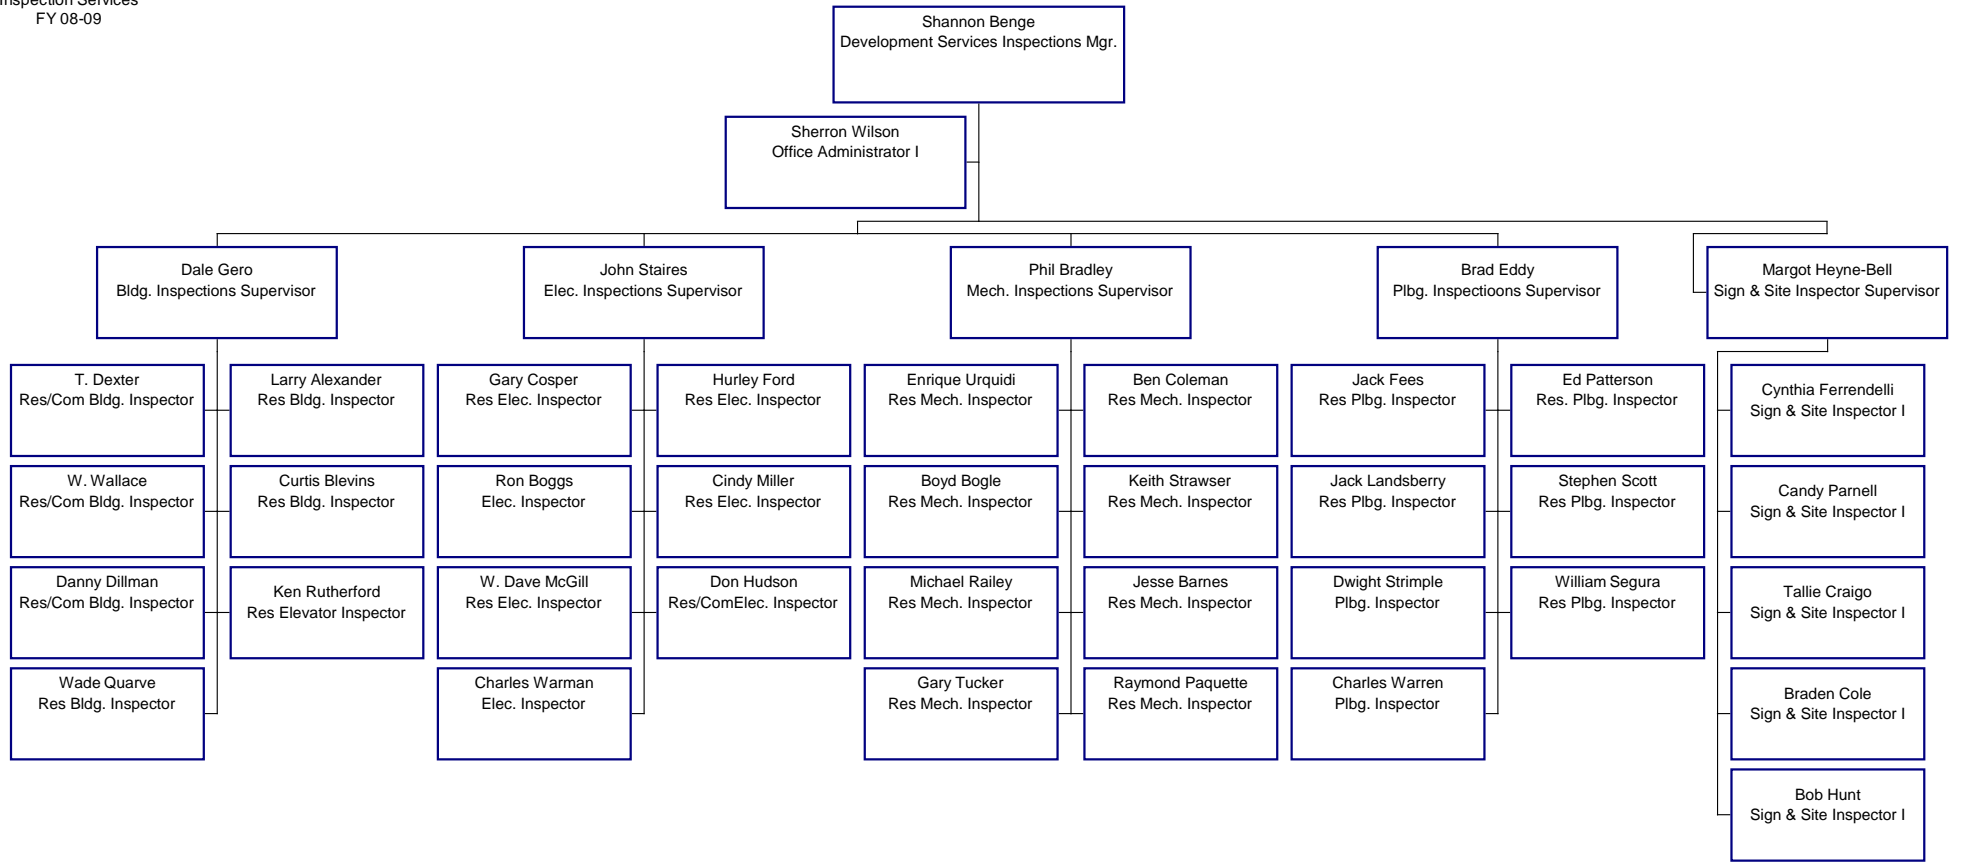 Inspection Services
FY 08-09
Shannon Benge
Development Services Inspections Mgr.
Sherron Wilson
Office Administrator I
Dale Gero
Bldg. Inspections Supervisor
John Staires
Elec. Inspections Supervisor
Phil Bradley
Mech. Inspections Supervisor
Brad Eddy
Plbg. Inspectioons Supervisor
Margot Heyne-Bell
Sign & Site Inspector Supervisor
T. Dexter
Res/Com Bldg. Inspector
Larry Alexander
Res Bldg. Inspector
W. Wallace
Res/Com Bldg. Inspector
Curtis Blevins
Res Bldg. Inspector
Danny Dillman
Res/Com Bldg. Inspector
Ken Rutherford
Res Elevator Inspector
Wade Quarve
Res Bldg. Inspector
Gary Cosper
Res Elec. Inspector
Hurley Ford
Res Elec. Inspector
Ron Boggs
Elec. Inspector
Cindy Miller
Res Elec. Inspector
W. Dave McGill
Res Elec. Inspector
Don Hudson
Res/ComElec. Inspector
Charles Warman
Elec. Inspector
Enrique Urquidi
Res Mech. Inspector
Ben Coleman
Res Mech. Inspector
Boyd Bogle
Res Mech. Inspector
Keith Strawser
Res Mech. Inspector
Michael Railey
Res Mech. Inspector
Jesse Barnes
Res Mech. Inspector
Gary Tucker
Res Mech. Inspector
Raymond Paquette
Res Mech. Inspector
Jack Fees
Res Plbg. Inspector
Ed Patterson
Res. Plbg. Inspector
Jack Landsberry
Res Plbg. Inspector
Stephen Scott
Res Plbg. Inspector
Dwight Strimple
Plbg. Inspector
William Segura
Res Plbg. Inspector
Charles Warren
Plbg. Inspector
Cynthia Ferrendelli
Sign & Site Inspector I
Candy Parnell
Sign & Site Inspector I
Tallie Craigo
Sign & Site Inspector I
Braden Cole
Sign & Site Inspector I
Bob Hunt
Sign & Site Inspector I